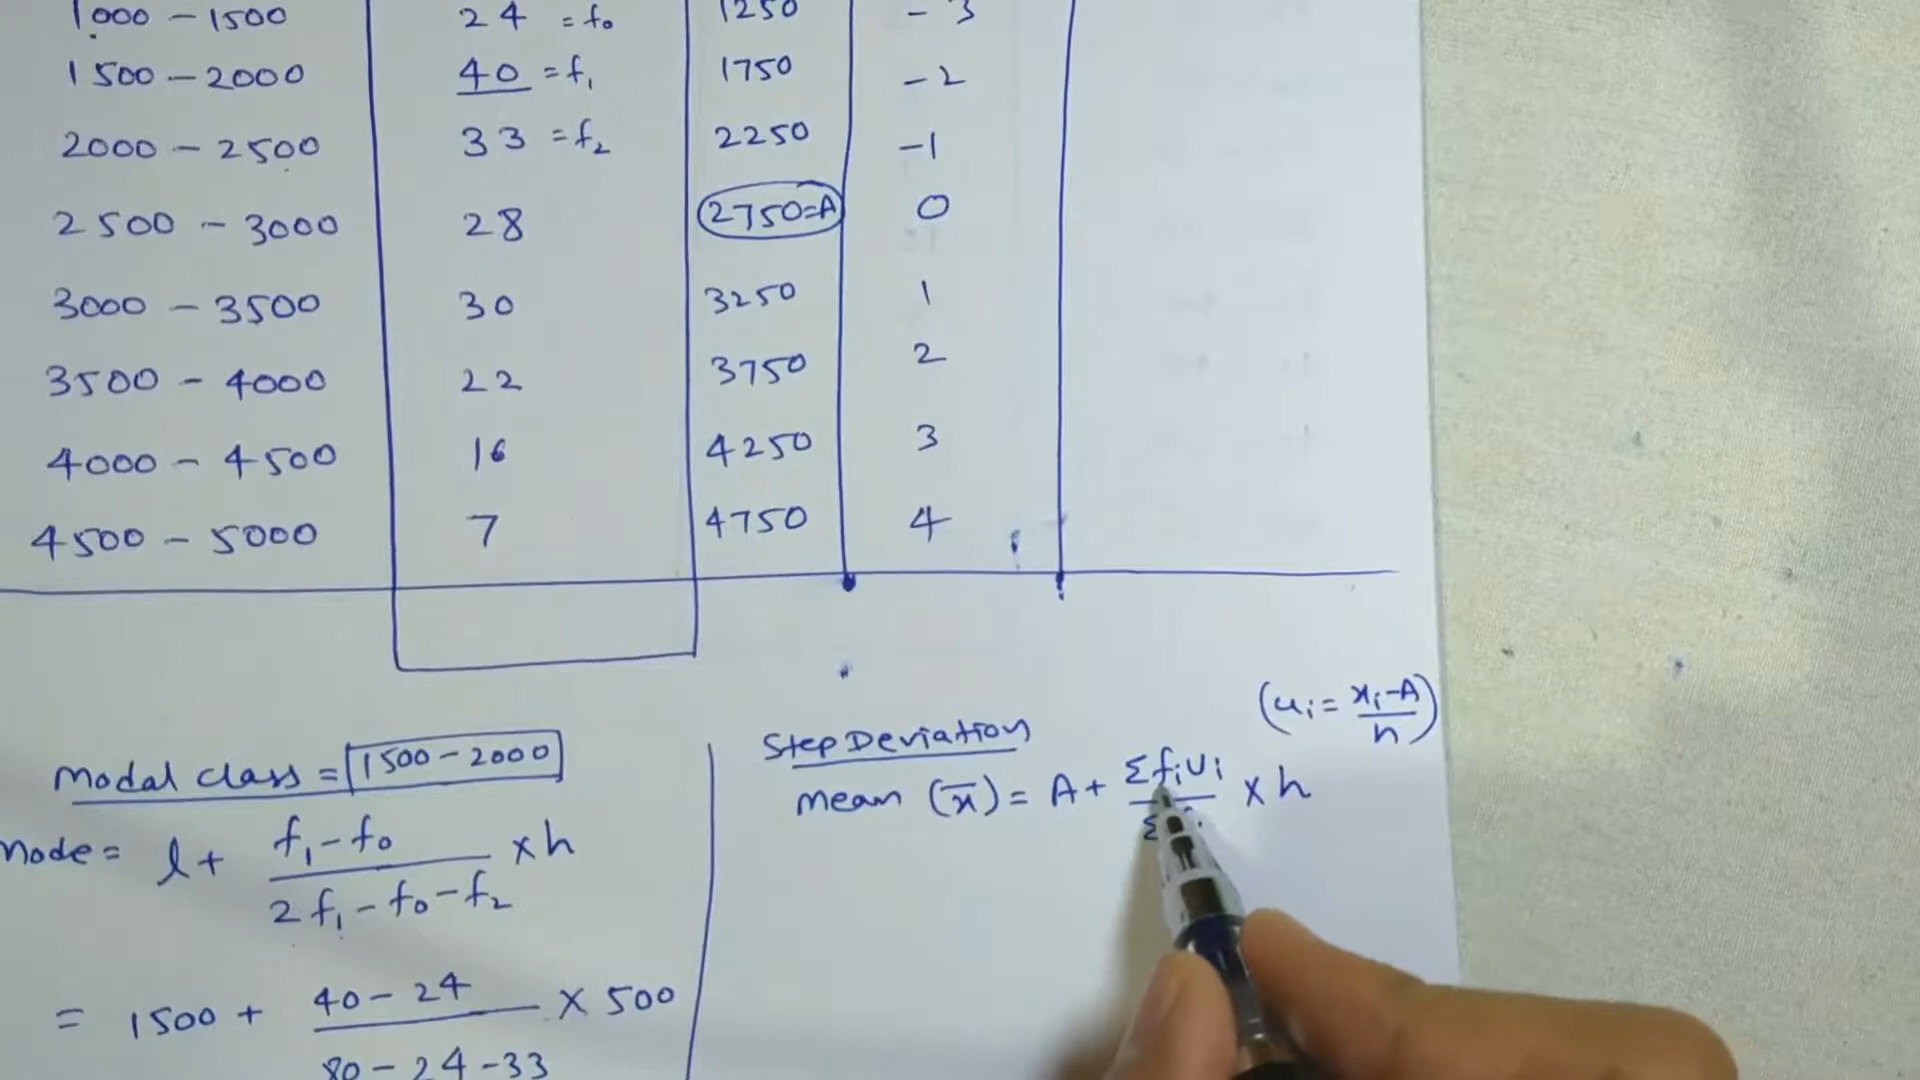 1000 - 1500 24 = f₀ 1250 - 3
1500 - 2000 40 = f₁ 1750 - 2
2000 - 2500 33 = f₂ 2250 -1
2500 - 3000 28 2750=A 0
3000 - 3500 30 3250 1
3500 - 4000 22 3750 2
4000 - 4500 16 4250 3
4500 - 5000 7 4750 4
Modal class = 1500 - 2000
Mode = l + (f₁ - f₀)/(2f₁ - f₀ - f₂) × h
= 1500 + (40 - 24)/(80 - 24 - 33) × 500
(uᵢ = (xᵢ - A)/h)
Step Deviation
mean (x̄) = A + Σfᵢuᵢ/Σ × h